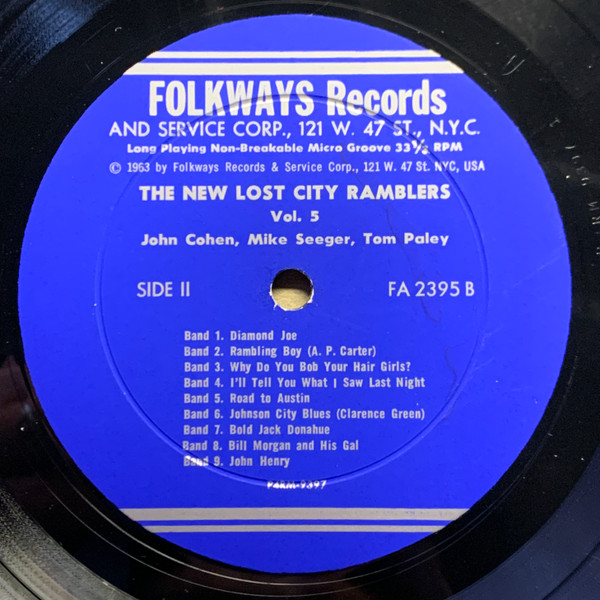 FOLKWAYS Records
AND SERVICE CORP., 121 W. 47 ST., N.Y.C.
Long Playing Non-Breakable Micro Groove 33⅓ RPM
© 1963 by Folkways Records & Service Corp., 121 W. 47 St. NYC, USA
THE NEW LOST CITY RAMBLERS
Vol. 5
John Cohen, Mike Seeger, Tom Paley
SIDE II FA 2395 B
Band 1. Diamond Joe
Band 2. Rambling Boy (A. P. Carter)
Band 3. Why Do You Bob Your Hair Girls?
Band 4. I'll Tell You What I Saw Last Night
Band 5. Road to Austin
Band 6. Johnson City Blues (Clarence Green)
Band 7. Bold Jack Donahue
Band 8. Bill Morgan and His Gal
Band 9. John Henry